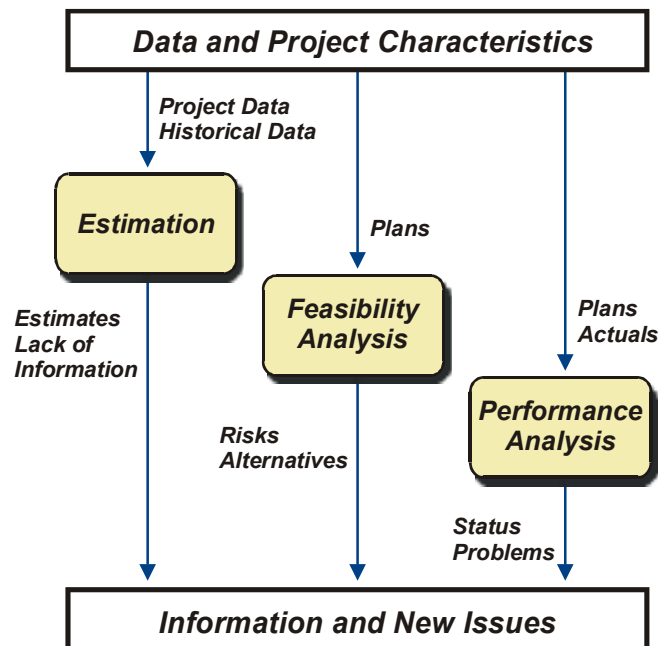 Data and Project Characteristics
Project Data
Historical Data
Estimation
Plans
Estimates
Lack of
Information
Feasibility
Analysis
Plans
Actuals
Risks
Alternatives
Performance
Analysis
Status
Problems
Information and New Issues